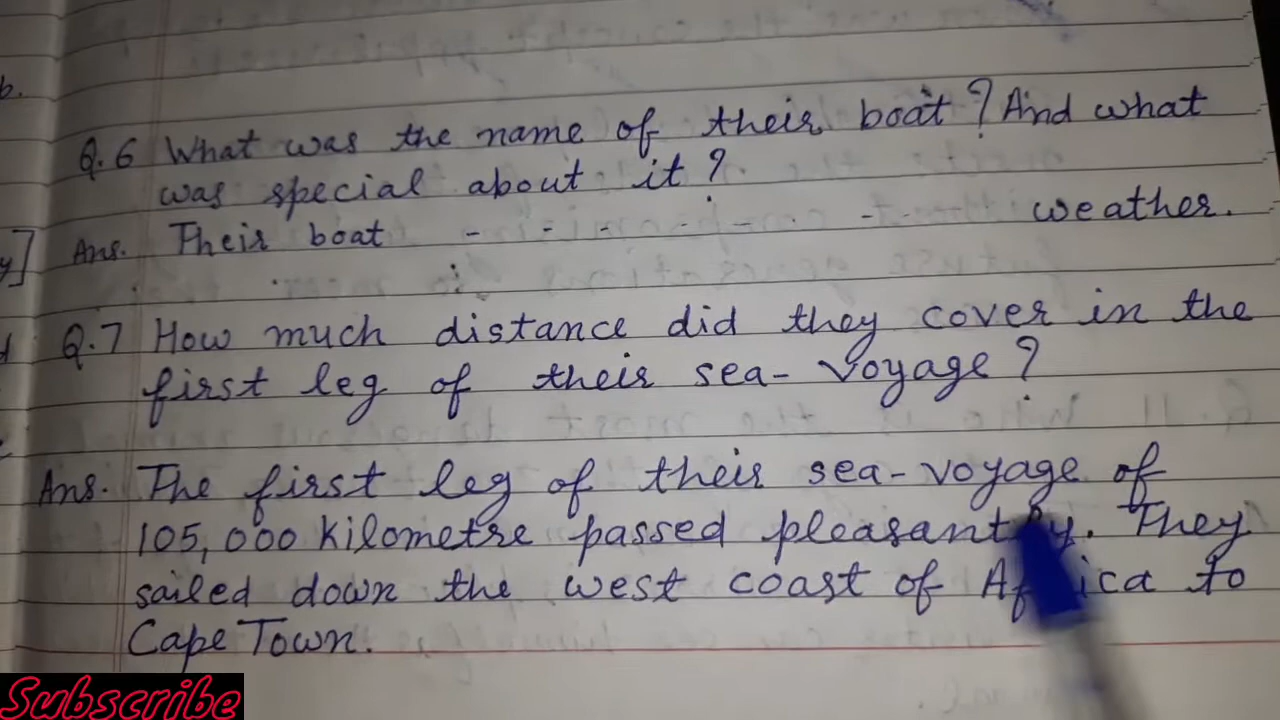 b.
Q.6 What was the name of their boat? And what
was special about it?
y] Ans. Their boat - - - - - - - weather.
Q.7 How much distance did they cover in the
first leg of their sea-voyage?
Ans. The first leg of their sea-voyage of
105,000 kilometre passed pleasantly. They
sailed down the west coast of Africa to
Cape Town.
Subscribe